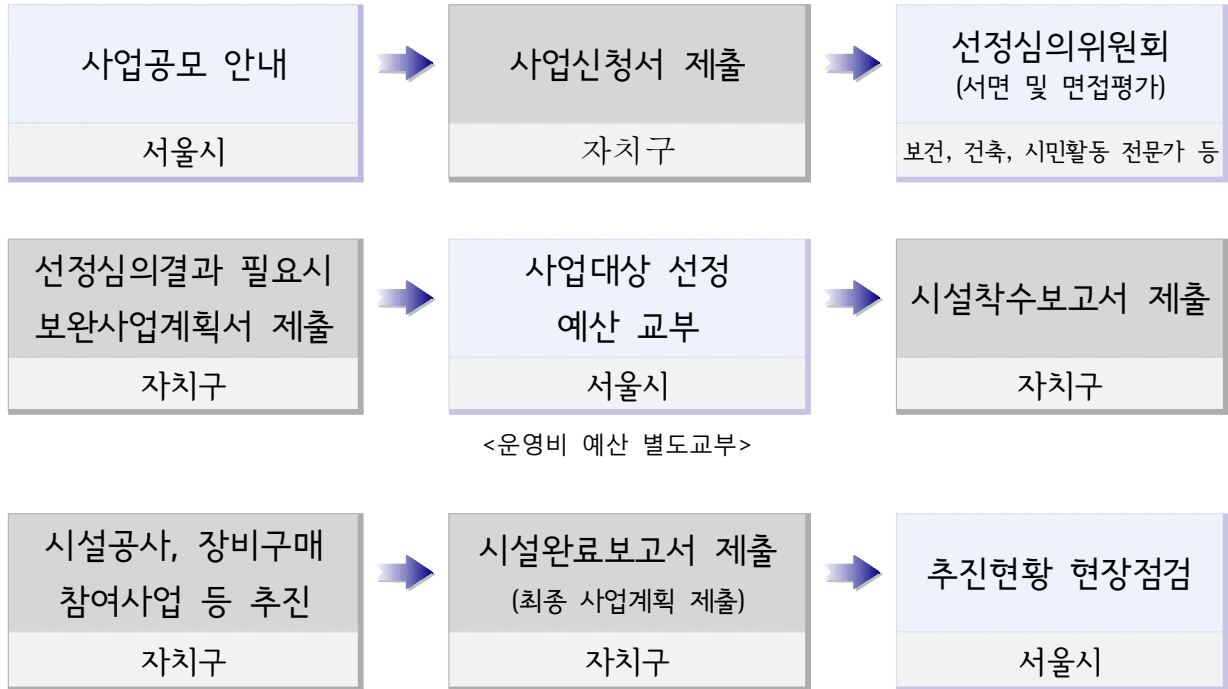 사업공모 안내
서울시
사업신청서 제출
자치구
선정심의위원회
(서면 및 면접평가)
보건, 건축, 시민활동 전문가 등
선정심의결과 필요시
보완사업계획서 제출
자치구
사업대상 선정
예산 교부
서울시
<운영비 예산 별도교부>
시설착수보고서 제출
자치구
시설공사, 장비구매
참여사업 등 추진
자치구
시설완료보고서 제출
(최종 사업계획 제출)
자치구
추진현황 현장점검
서울시